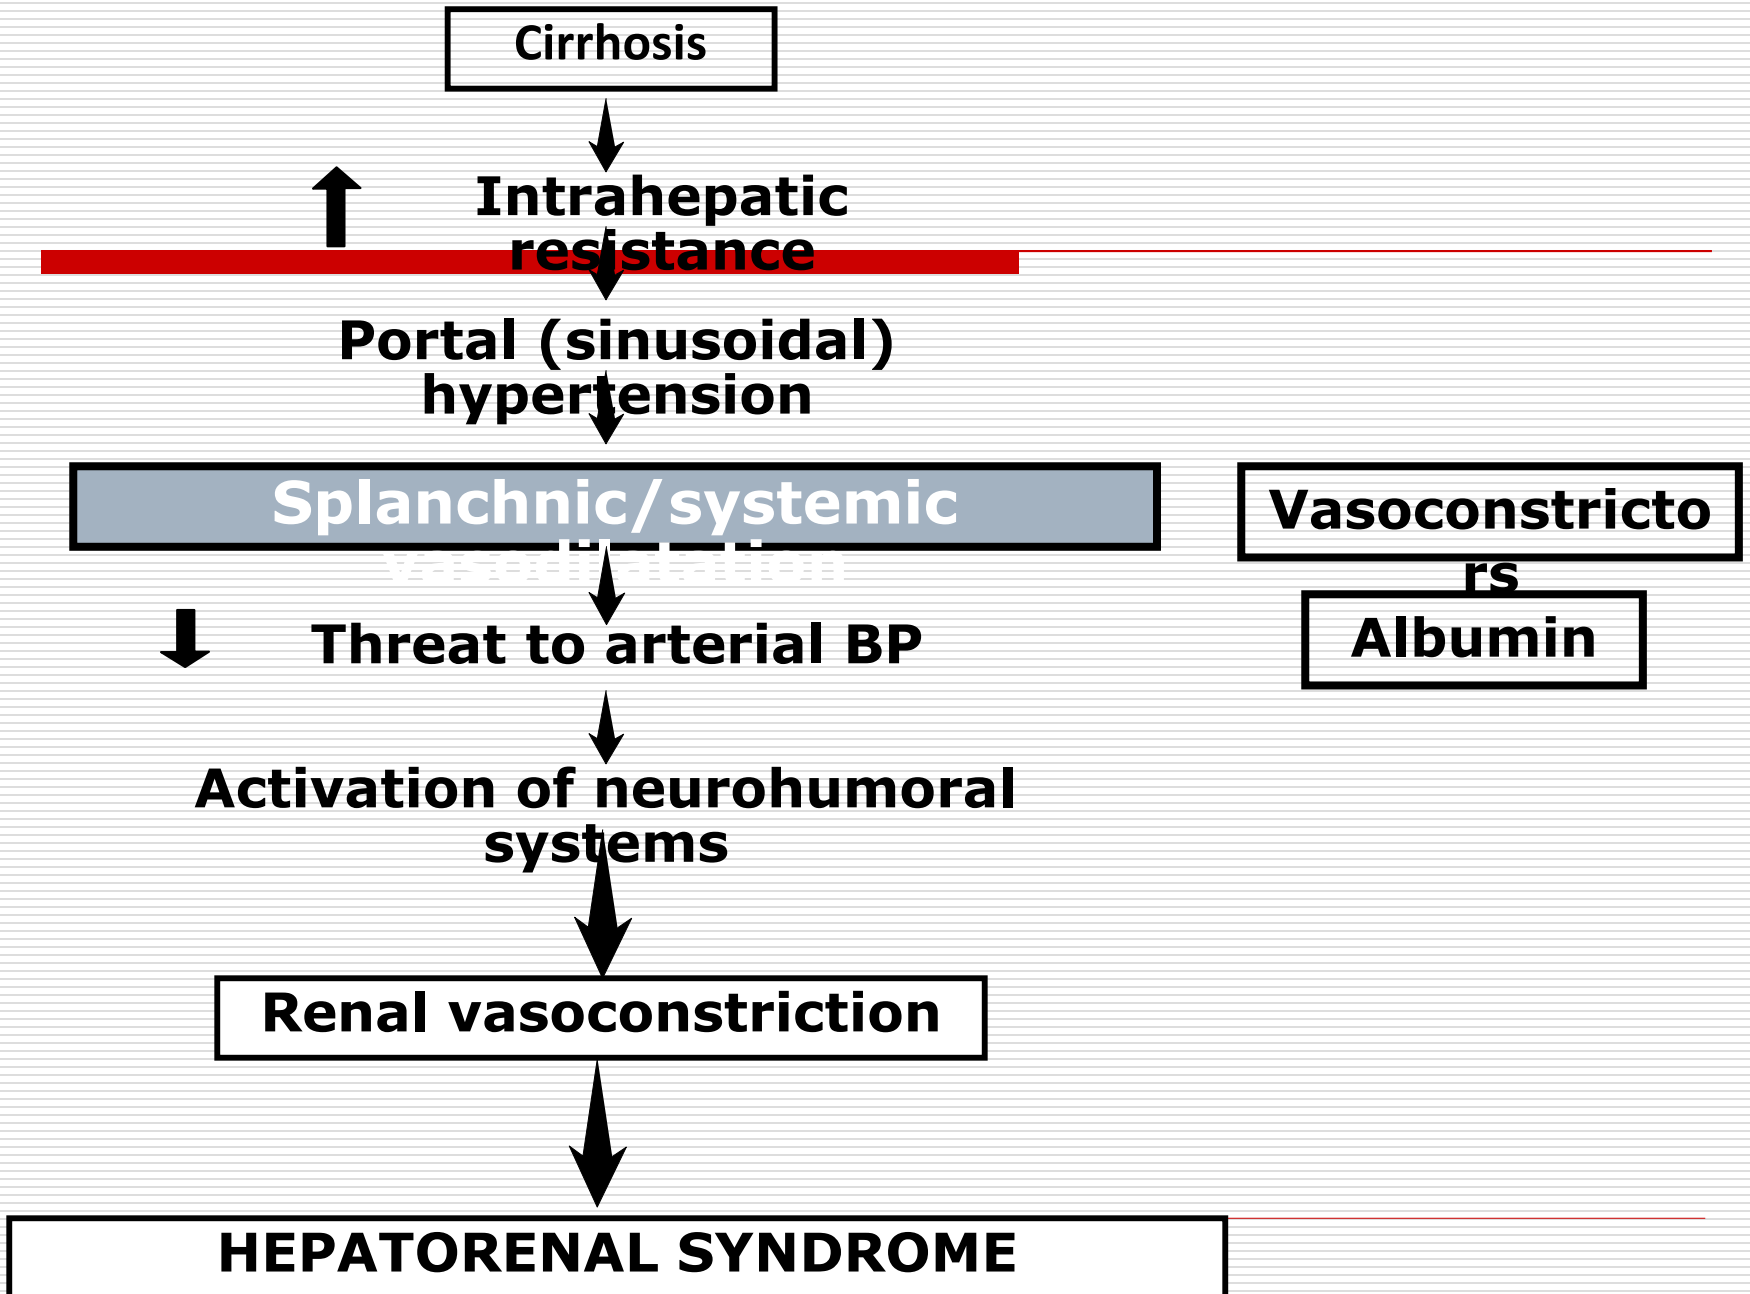 Cirrhosis
Intrahepatic
resistance
Portal (sinusoidal)
hypertension
Splanchnic/systemic
vasodilatation
Vasoconstricto
rs
Albumin
Threat to arterial BP
Activation of neurohumoral
systems
Renal vasoconstriction
HEPATORENAL SYNDROME